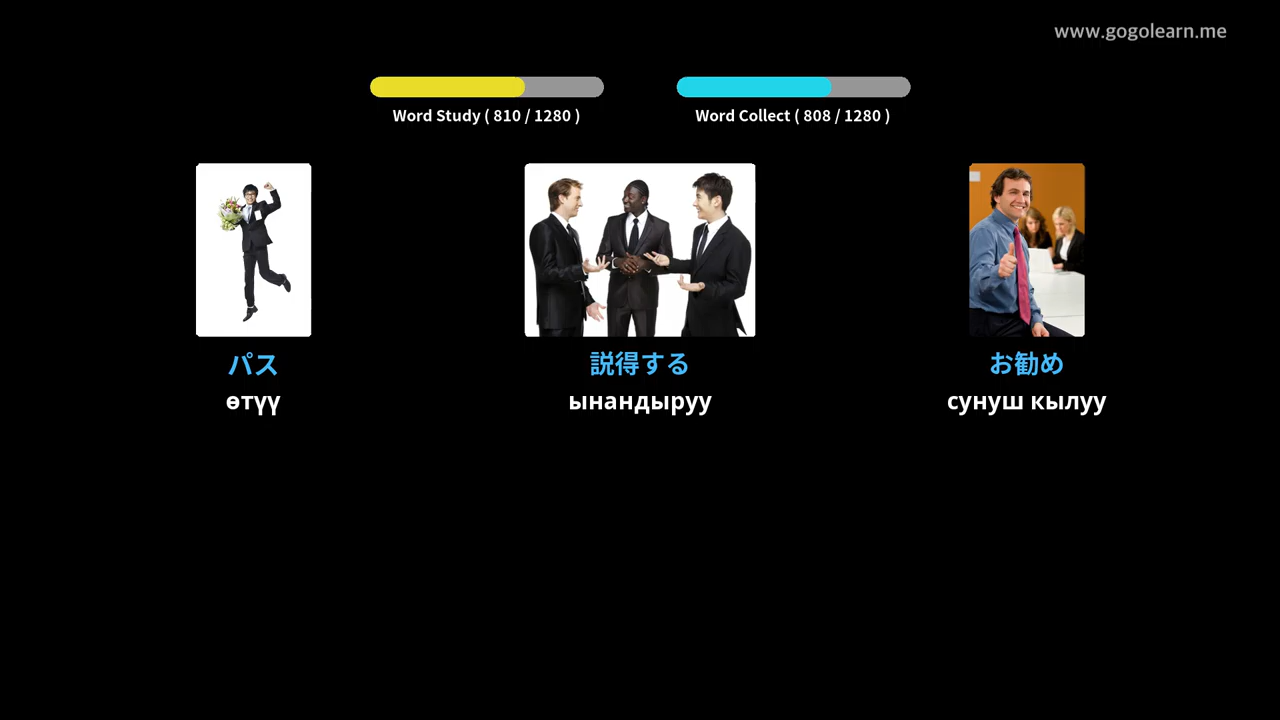 www.gogolearn.me
Word Study ( 810 / 1280 )
Word Collect ( 808 / 1280 )
パス
өтүү
説得する
ынандыруу
お勧め
сунуш кылуу